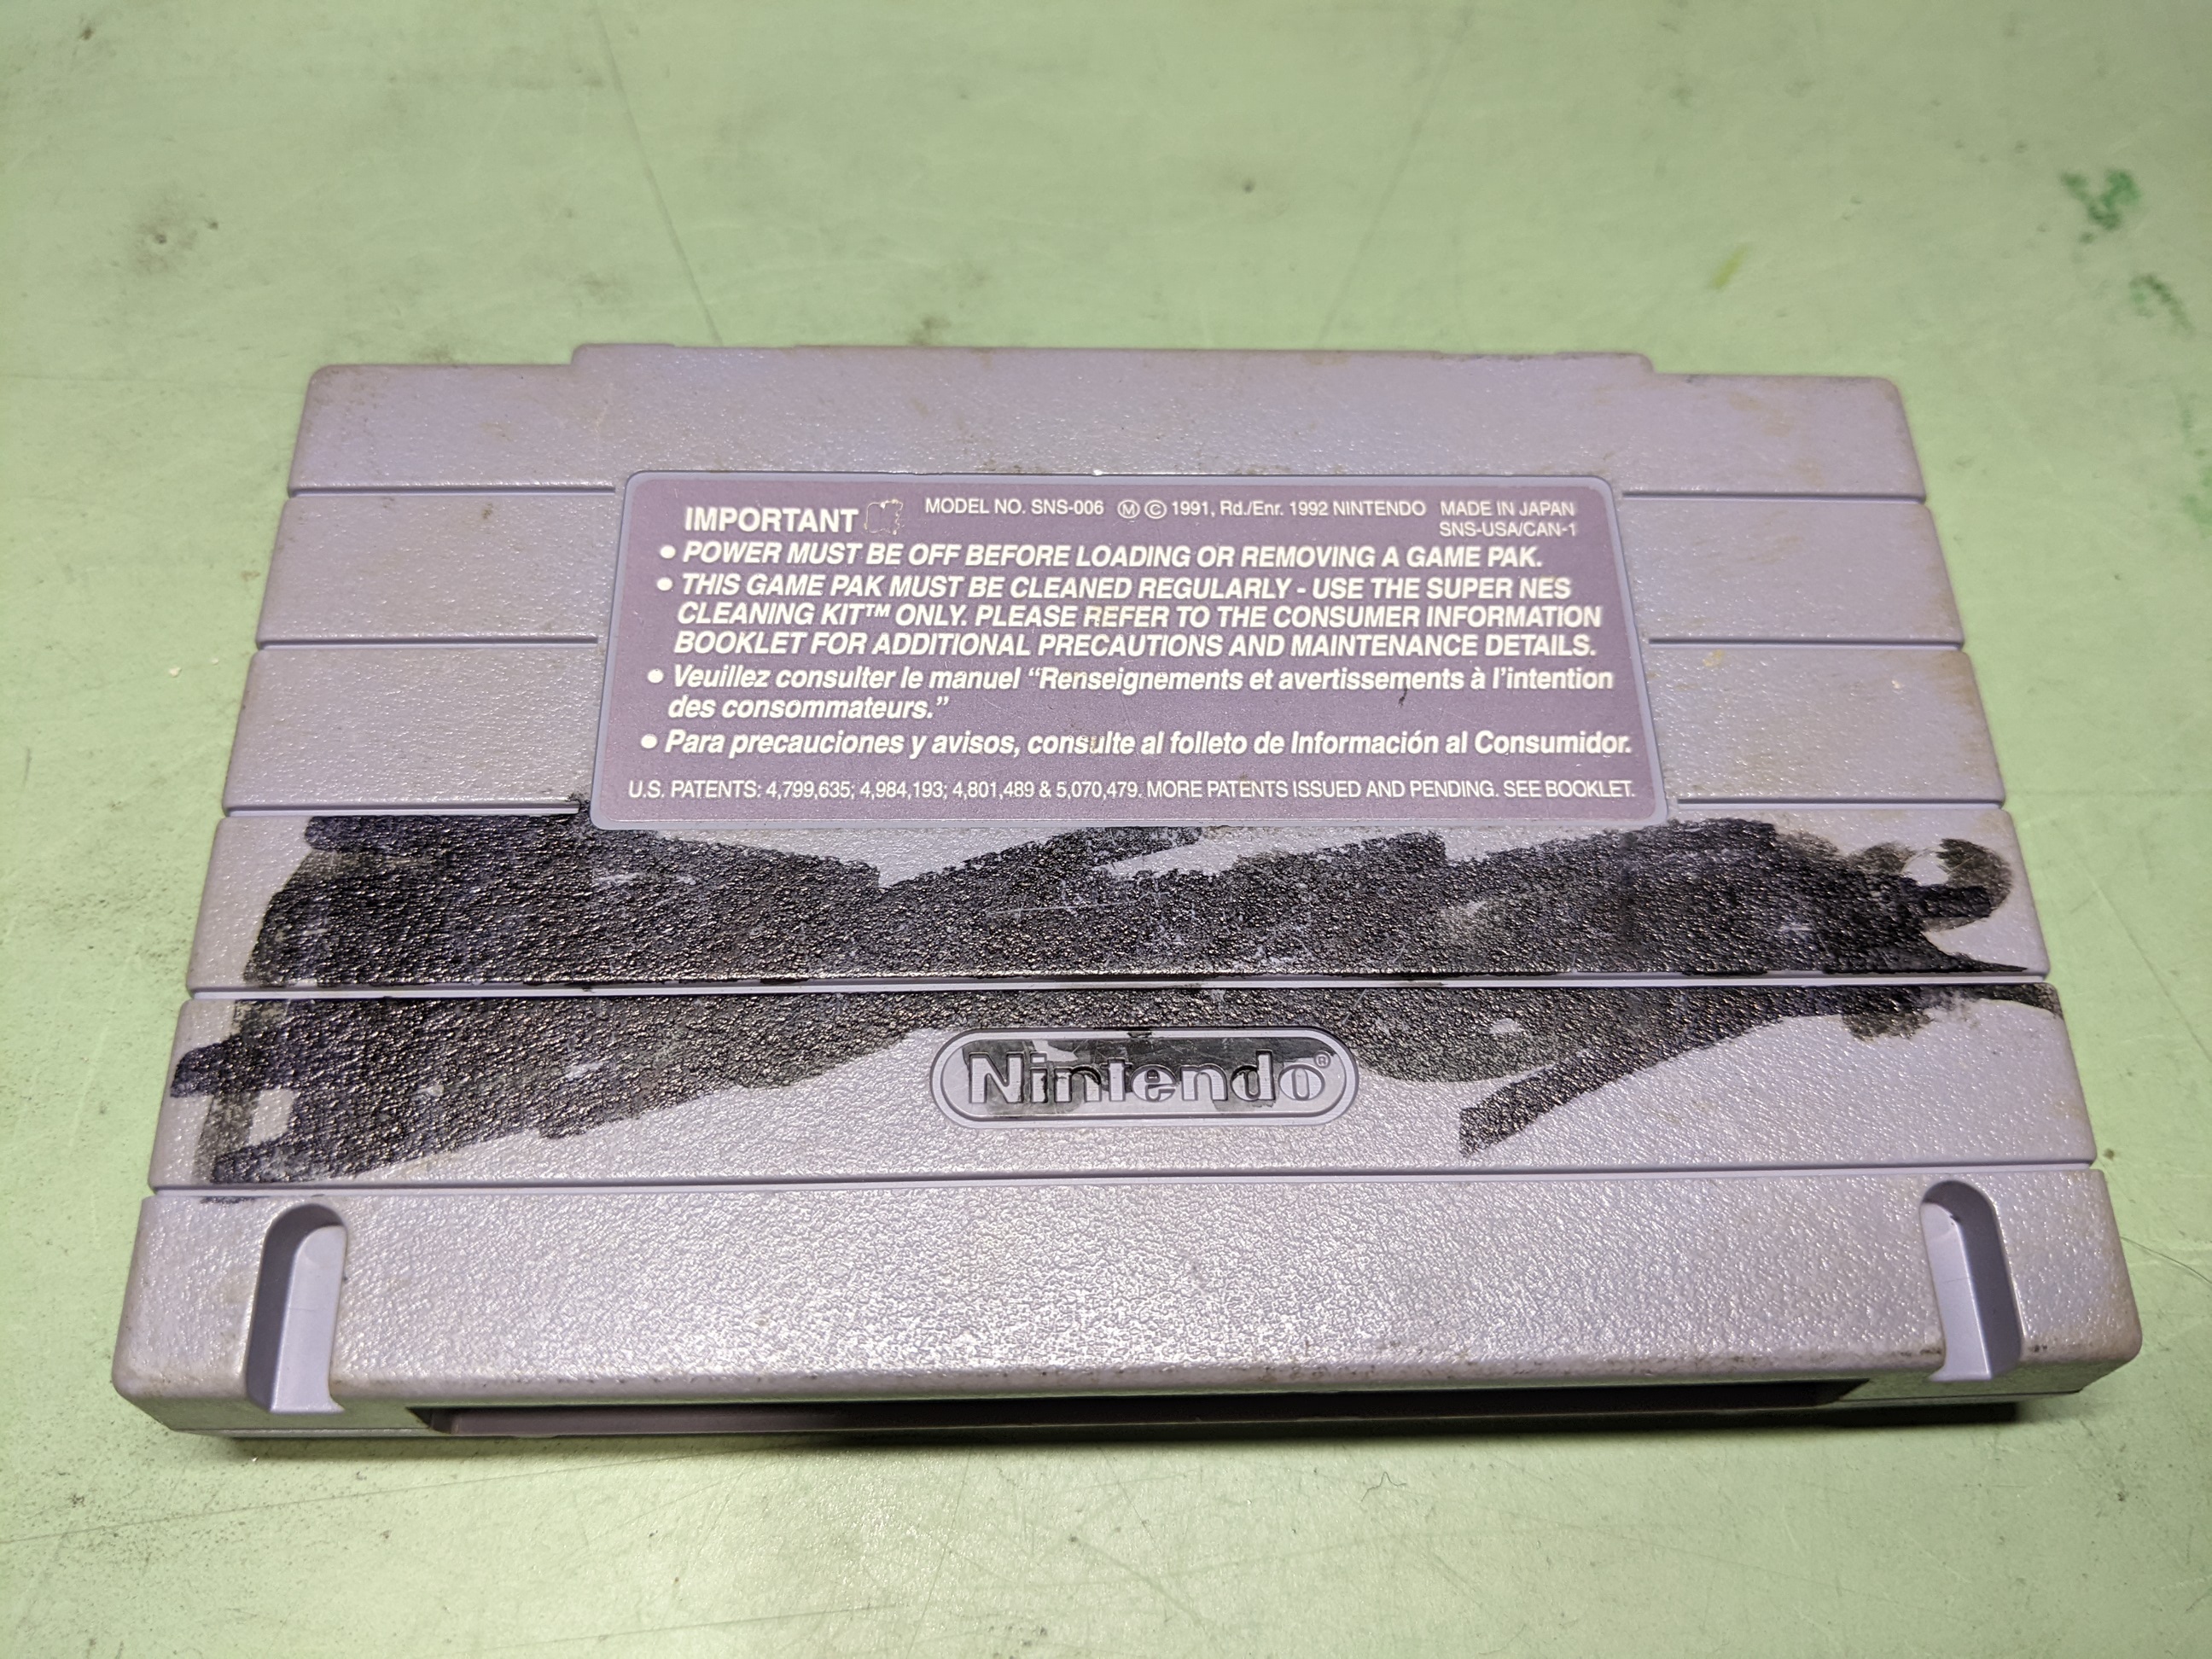 IMPORTANT MODEL NO. SNS-006 Ⓜ © 1991, Rd./Enr. 1992 NINTENDO MADE IN JAPAN
SNS-USA/CAN-1
• POWER MUST BE OFF BEFORE LOADING OR REMOVING A GAME PAK.
• THIS GAME PAK MUST BE CLEANED REGULARLY - USE THE SUPER NES
CLEANING KIT™ ONLY. PLEASE REFER TO THE CONSUMER INFORMATION
BOOKLET FOR ADDITIONAL PRECAUTIONS AND MAINTENANCE DETAILS.
• Veuillez consulter le manuel “Renseignements et avertissements à l’intention
des consommateurs.”
• Para precauciones y avisos, consulte al folleto de Información al Consumidor.
U.S. PATENTS: 4,799,635; 4,984,193; 4,801,489 & 5,070,479. MORE PATENTS ISSUED AND PENDING. SEE BOOKLET.
Nintendo®